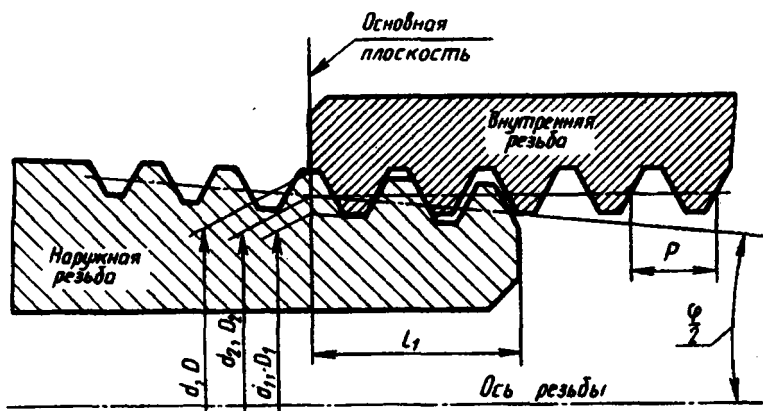 Основная
плоскость
Внутренняя
резьба
Наружная
резьба
d, D
d₂, D₂
d₁, D₁
l₁
P
φ/2
Ось резьбы